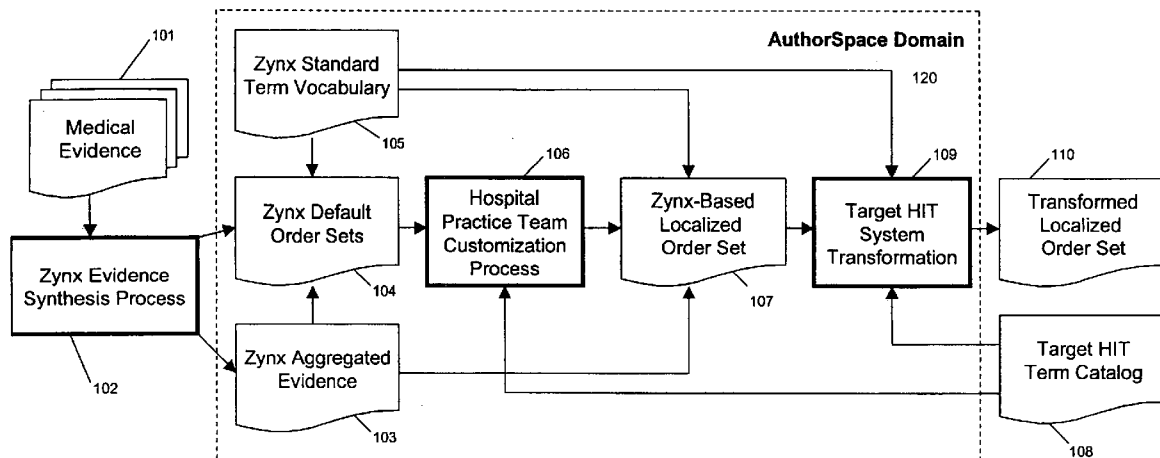 101
AuthorSpace Domain
120
Zynx Standard
Term Vocabulary
105
Medical
Evidence
106
109
110
Zynx Default
Order Sets
104
Hospital
Practice Team
Customization
Process
Zynx-Based
Localized
Order Set
107
Target HIT
System
Transformation
Transformed
Localized
Order Set
Zynx Evidence
Synthesis Process
102
Zynx Aggregated
Evidence
103
Target HIT
Term Catalog
108